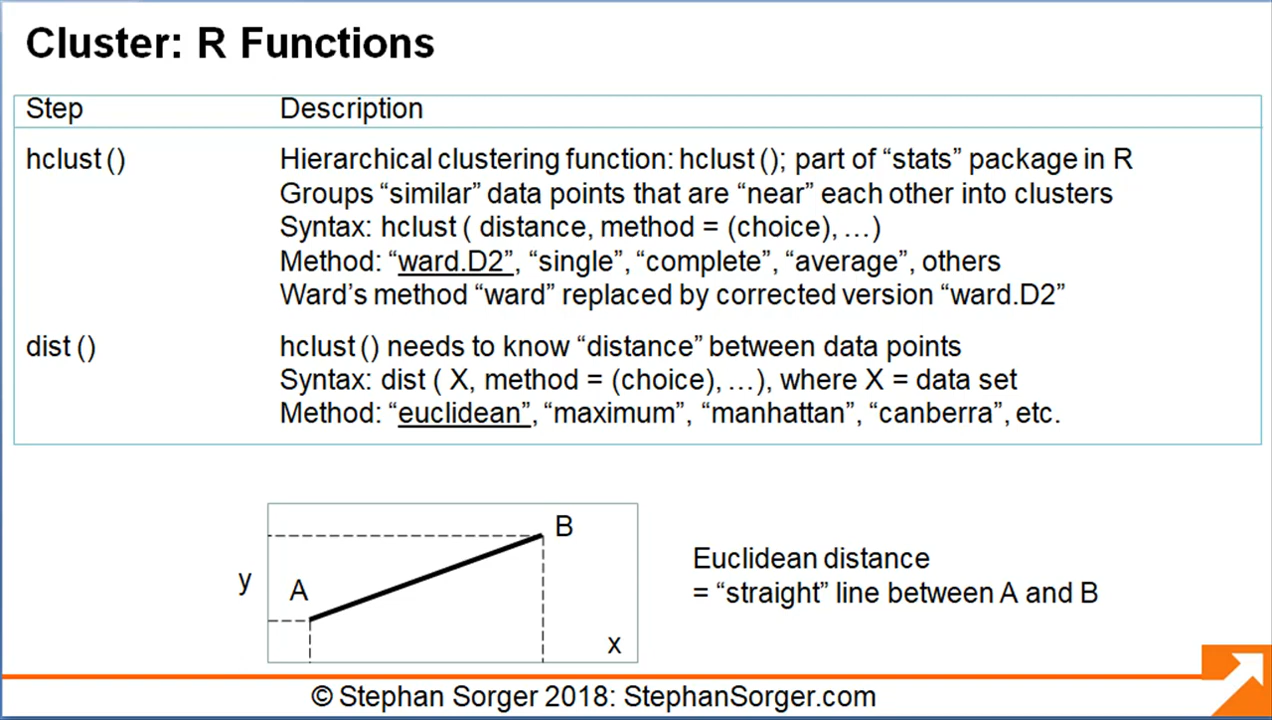 Cluster: R Functions
Step Description
hclust () Hierarchical clustering function: hclust (); part of “stats” package in R
Groups “similar” data points that are “near” each other into clusters
Syntax: hclust ( distance, method = (choice), …)
Method: “ward.D2”, “single”, “complete”, “average”, others
Ward’s method “ward” replaced by corrected version “ward.D2”
dist () hclust () needs to know “distance” between data points
Syntax: dist ( X, method = (choice), …), where X = data set
Method: “euclidean”, “maximum”, “manhattan”, “canberra”, etc.
B
y A
x
Euclidean distance
= “straight” line between A and B
© Stephan Sorger 2018: StephanSorger.com